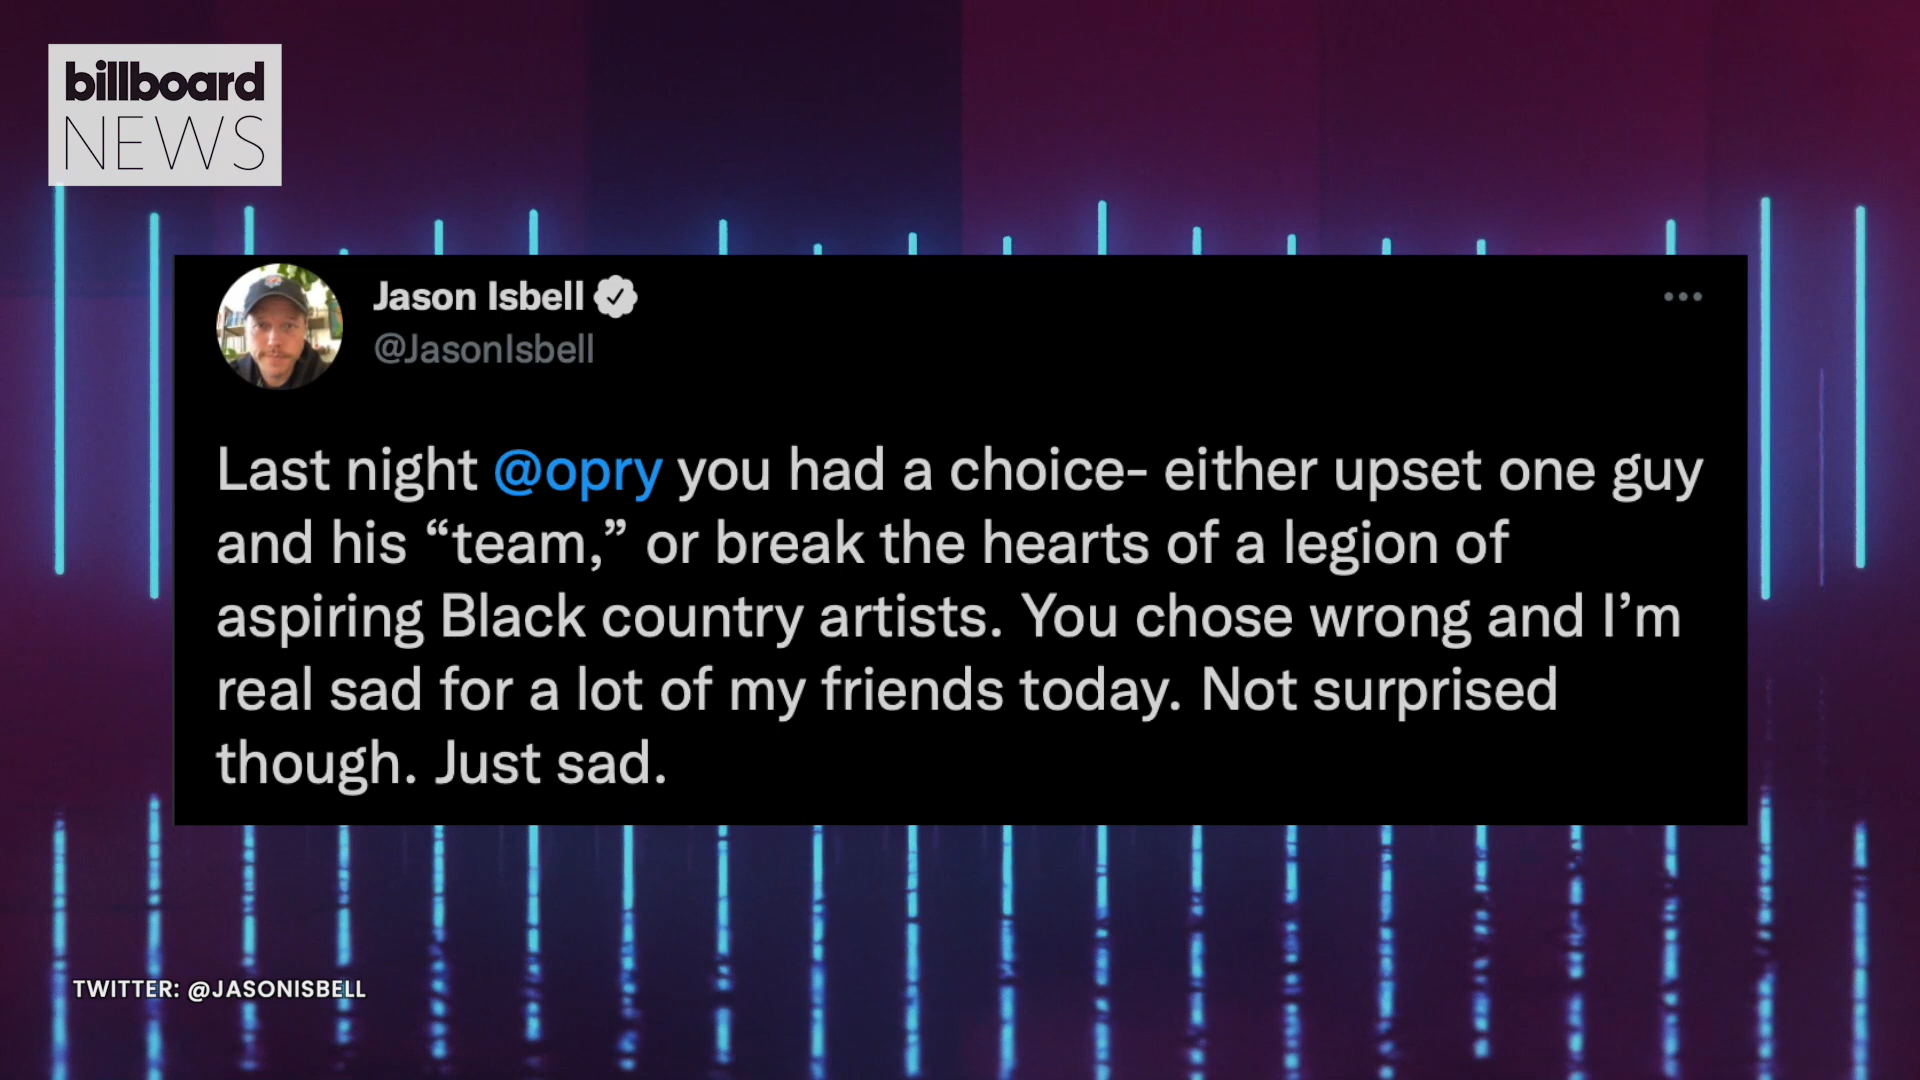 billboard
NEWS
Jason Isbell
@JasonIsbell
Last night @opry you had a choice- either upset one guy
and his “team,” or break the hearts of a legion of
aspiring Black country artists. You chose wrong and I’m
real sad for a lot of my friends today. Not surprised
though. Just sad.
TWITTER: @JASONISBELL